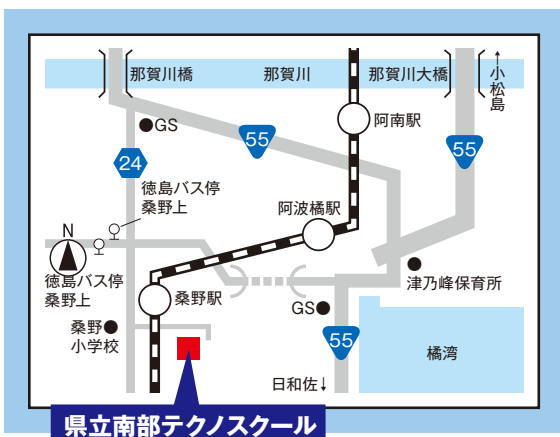 那賀川橋
那賀川
那賀川大橋
↑小松島
GS
阿南駅
55
55
24
徳島バス停
桑野上
阿波橘駅
N
徳島バス停
桑野上
津乃峰保育所
桑野駅
GS
桑野
小学校
55
橘湾
日和佐↓
県立南部テクノスクール